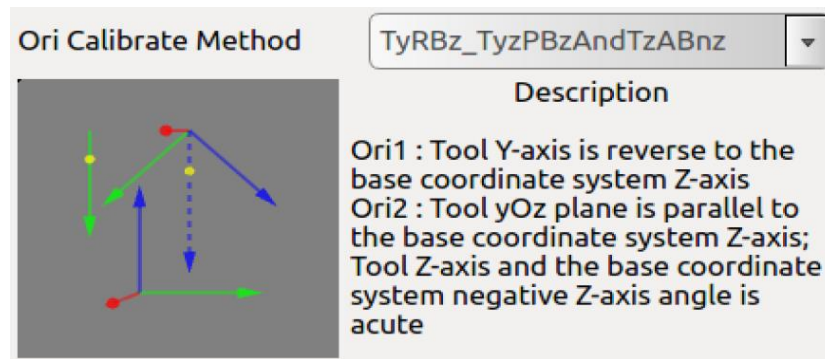 Ori Calibrate Method
TyRBz_TyzPBzAndTzABnz
Description
Ori1 : Tool Y-axis is reverse to the
base coordinate system Z-axis
Ori2 : Tool yOz plane is parallel to
the base coordinate system Z-axis;
Tool Z-axis and the base coordinate
system negative Z-axis angle is
acute